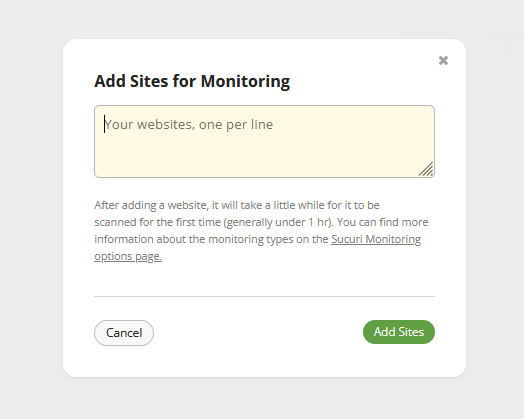 Add Sites for Monitoring
Your websites, one per line
After adding a website, it will take a little while for it to be
scanned for the first time (generally under 1 hr). You can find more
information about the monitoring types on the Sucuri Monitoring
options page.
Cancel
Add Sites